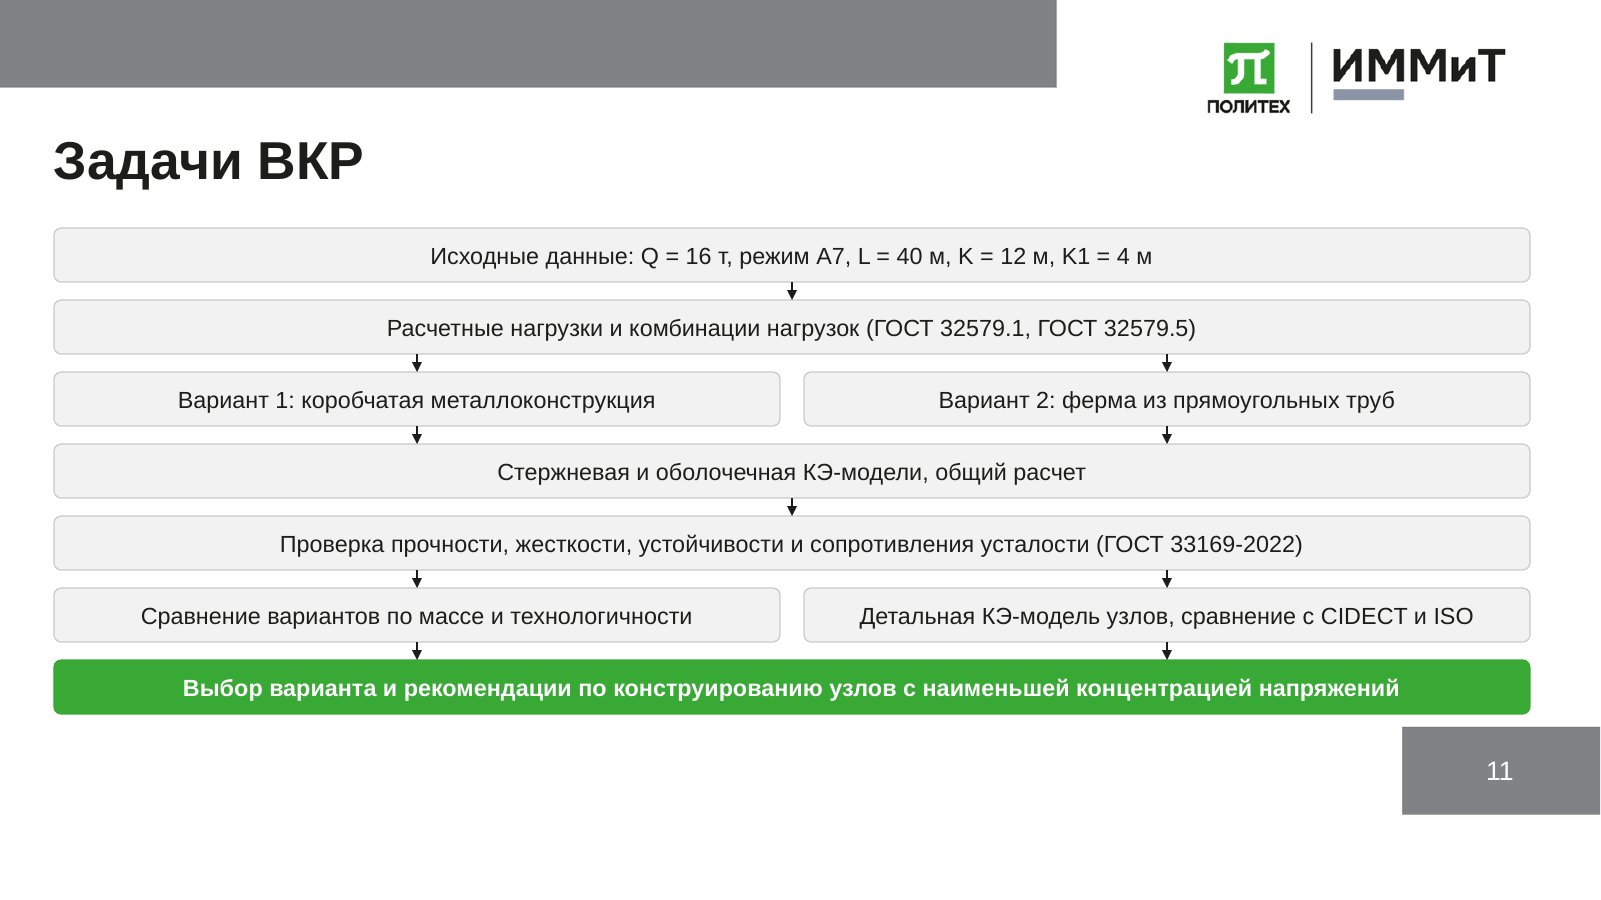 ПОЛИТЕХ
ИММиТ
Задачи ВКР
Исходные данные: Q = 16 т, режим А7, L = 40 м, K = 12 м, K1 = 4 м
Расчетные нагрузки и комбинации нагрузок (ГОСТ 32579.1, ГОСТ 32579.5)
Вариант 1: коробчатая металлоконструкция
Вариант 2: ферма из прямоугольных труб
Стержневая и оболочечная КЭ-модели, общий расчет
Проверка прочности, жесткости, устойчивости и сопротивления усталости (ГОСТ 33169-2022)
Сравнение вариантов по массе и технологичности
Детальная КЭ-модель узлов, сравнение с CIDECT и ISO
Выбор варианта и рекомендации по конструированию узлов с наименьшей концентрацией напряжений
11